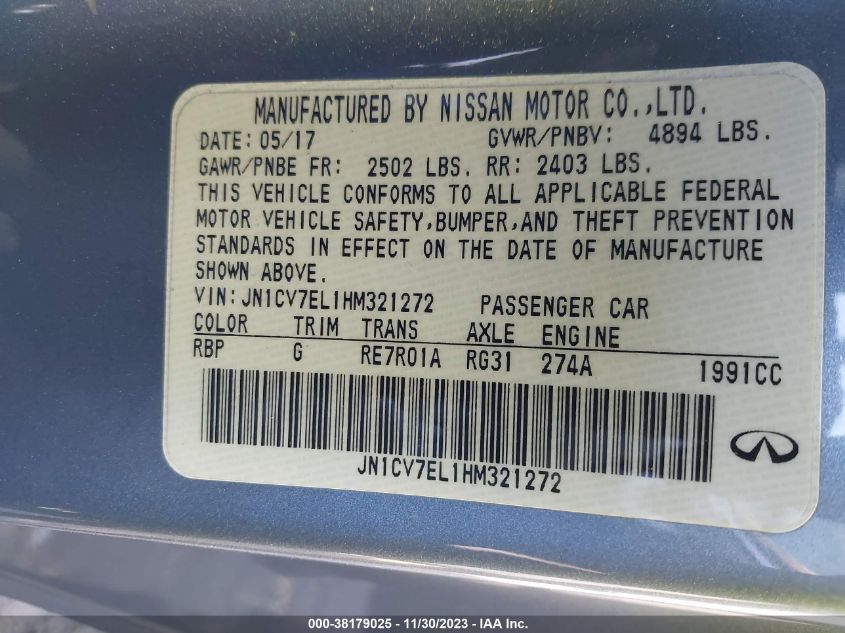 MANUFACTURED BY NISSAN MOTOR CO.,LTD.
DATE: 05/17 GVWR/PNBV: 4894 LBS.
GAWR/PNBE FR: 2502 LBS. RR: 2403 LBS.
THIS VEHICLE CONFORMS TO ALL APPLICABLE FEDERAL
MOTOR VEHICLE SAFETY,BUMPER,AND THEFT PREVENTION
STANDARDS IN EFFECT ON THE DATE OF MANUFACTURE
SHOWN ABOVE.
VIN:JN1CV7EL1HM321272 PASSENGER CAR
COLOR TRIM TRANS AXLE ENGINE
RBP G RE7R01A RG31 274A 1991CC
JN1CV7EL1HM321272
000-38179025 - 11/30/2023 - IAA, Inc.